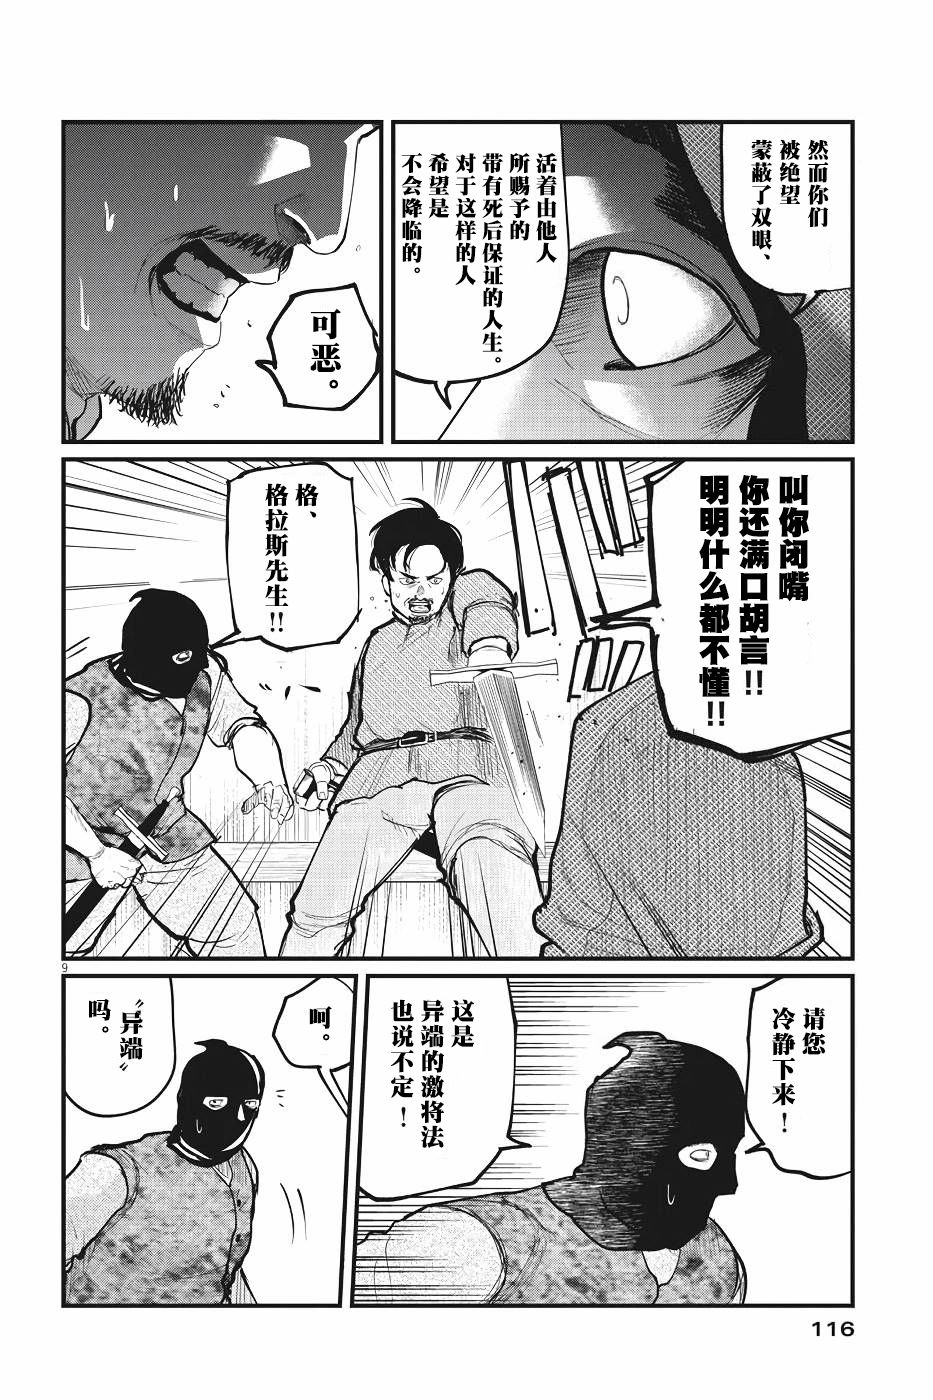 然而你们
被绝望
蒙蔽了双眼、
活着由他人
所赐予的
带有死后保证的人生。
对于这样的人
希望是
不会降临的。
可恶。
叫你闭嘴
你还满口胡言!!
明明什么都不懂!!
格、
格拉斯先生!!
请您
冷静下来！
这是
异端的激将法
也说不定！
呵。
“异端”
吗。
9
116